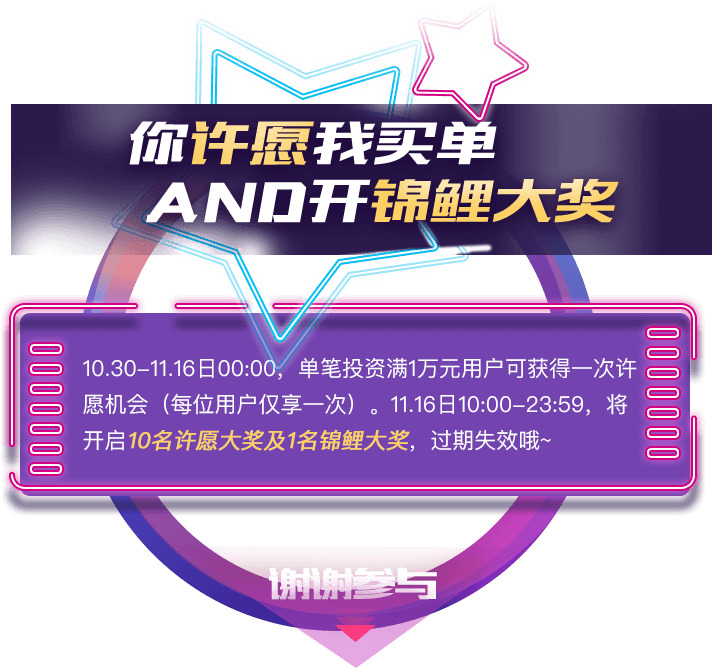 你许愿我买单
AND开锦鲤大奖
10.30-11.16日00:00，单笔投资满1万元用户可获得一次许
愿机会（每位用户仅享一次）。11.16日10:00-23:59，将
开启10名许愿大奖及1名锦鲤大奖，过期失效哦~
谢谢参与